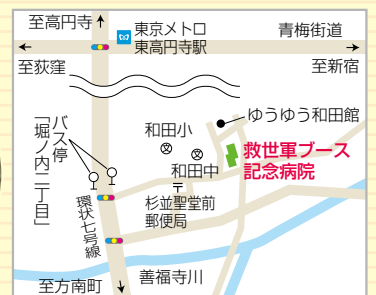 至高円寺
東京メトロ
東高円寺駅
青梅街道
至荻窪
至新宿
ゆうゆう和田館
和田小
バス停
「堀ノ内二丁目」
救世軍ブース
記念病院
和田中
杉並聖堂前
郵便局
環状七号線
善福寺川
至方南町